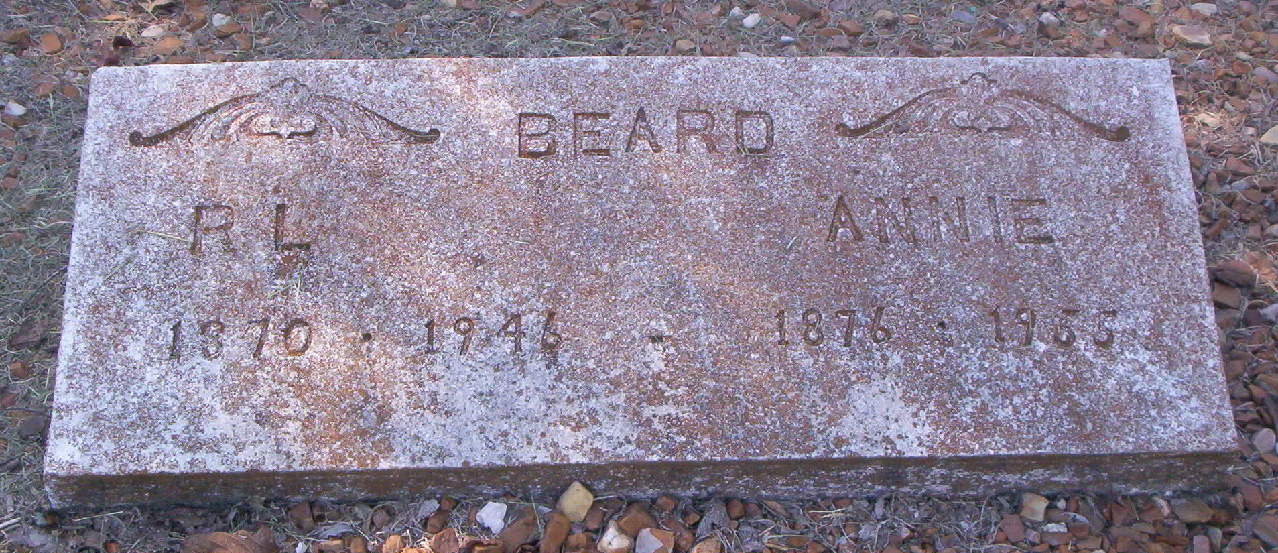 BEARD
R L ANNIE
1870 · 1946 - 1876 · 1955